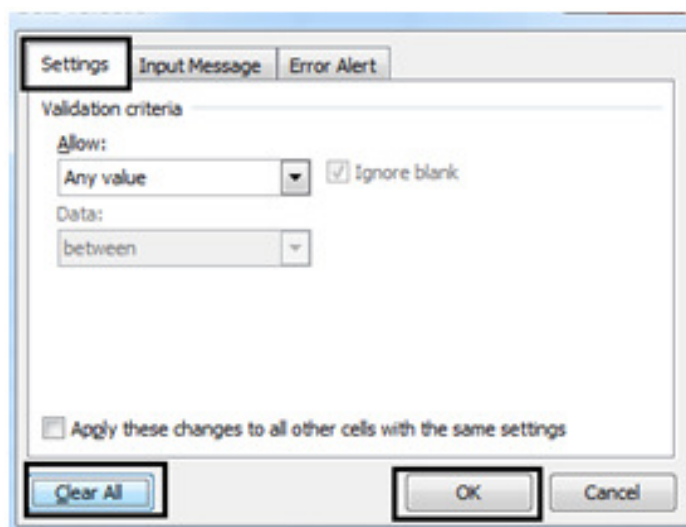 Settings Input Message Error Alert
Validation criteria
Allow:
Any value Ignore blank
Data:
between
Apply these changes to all other cells with the same settings
Clear All OK Cancel